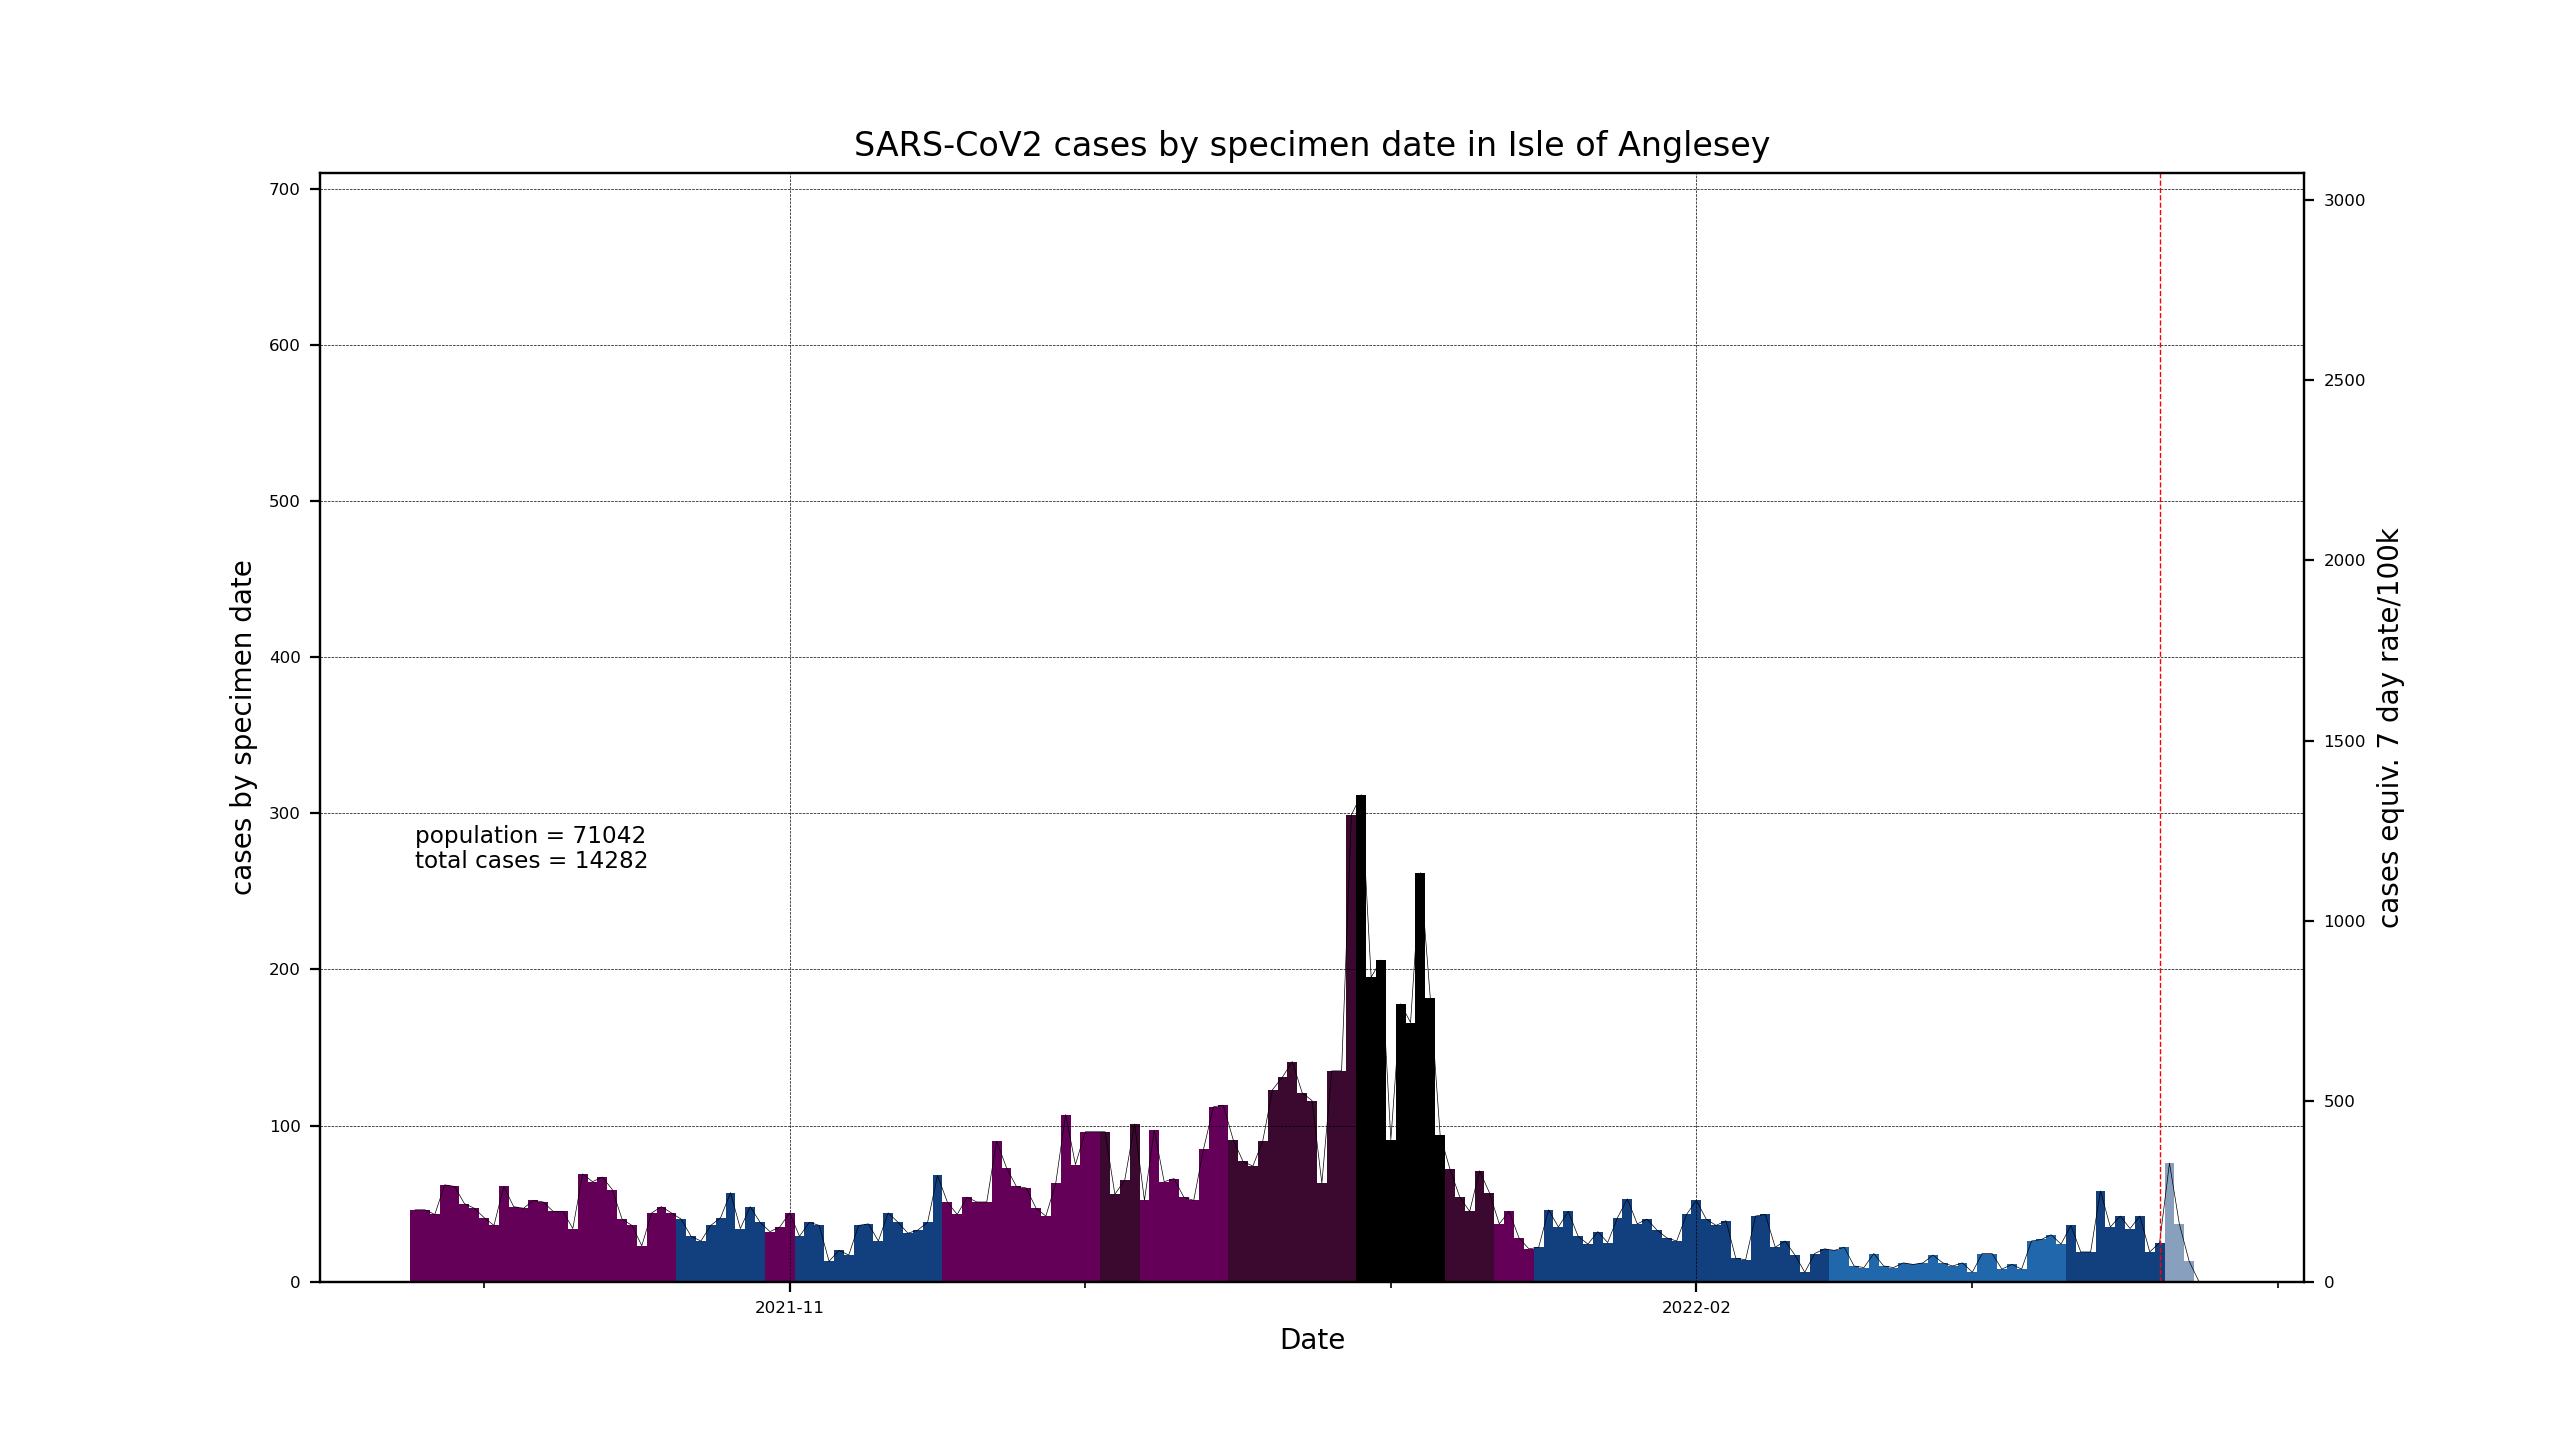 SARS-CoV2 cases by specimen date in Isle of Anglesey
700
600
500
400
300
200
100
0
cases by specimen date
population = 71042
total cases = 14282
3000
2500
2000
1500
1000
500
0
cases equiv. 7 day rate/100k
2021-11
2022-02
Date